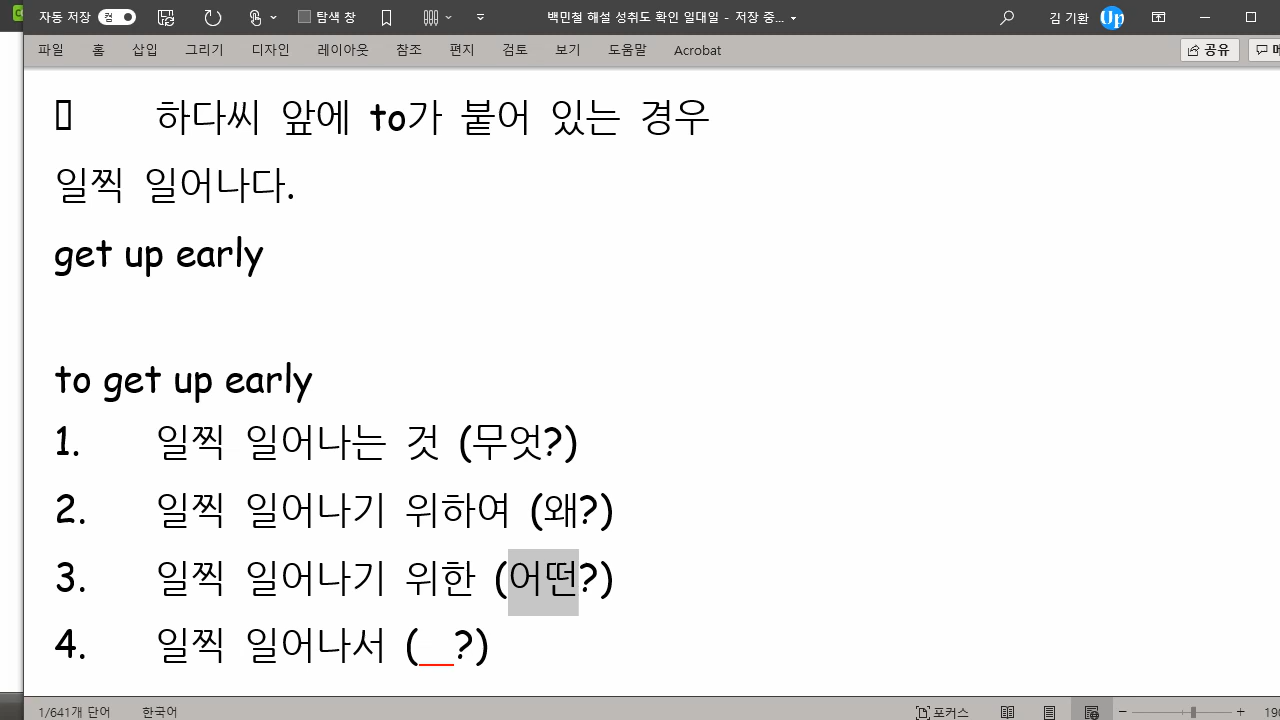 자동 저장 컴 탐색 창 백민철 해설 성취도 확인 일대일 - 저장 중... 김 기환 Up
파일 홈 삽입 그리기 디자인 레이아웃 참조 편지 검토 보기 도움말 Acrobat 공유 메
하다씨 앞에 to가 붙어 있는 경우
일찍 일어나다.
get up early
to get up early
1. 일찍 일어나는 것 (무엇?)
2. 일찍 일어나기 위하여 (왜?)
3. 일찍 일어나기 위한 (어떤?)
4. 일찍 일어나서 (__?)
1/641개 단어 한국어 포커스